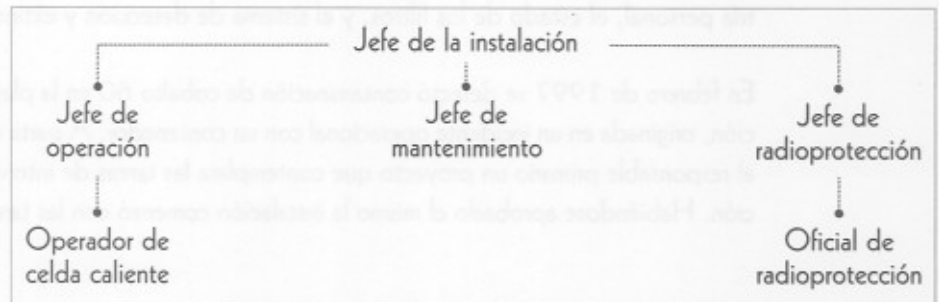 Jefe de la instalación
Jefe de
operación
Jefe de
mantenimiento
Jefe de
radioprotección
Operador de
celda caliente
Oficial de
radioprotección